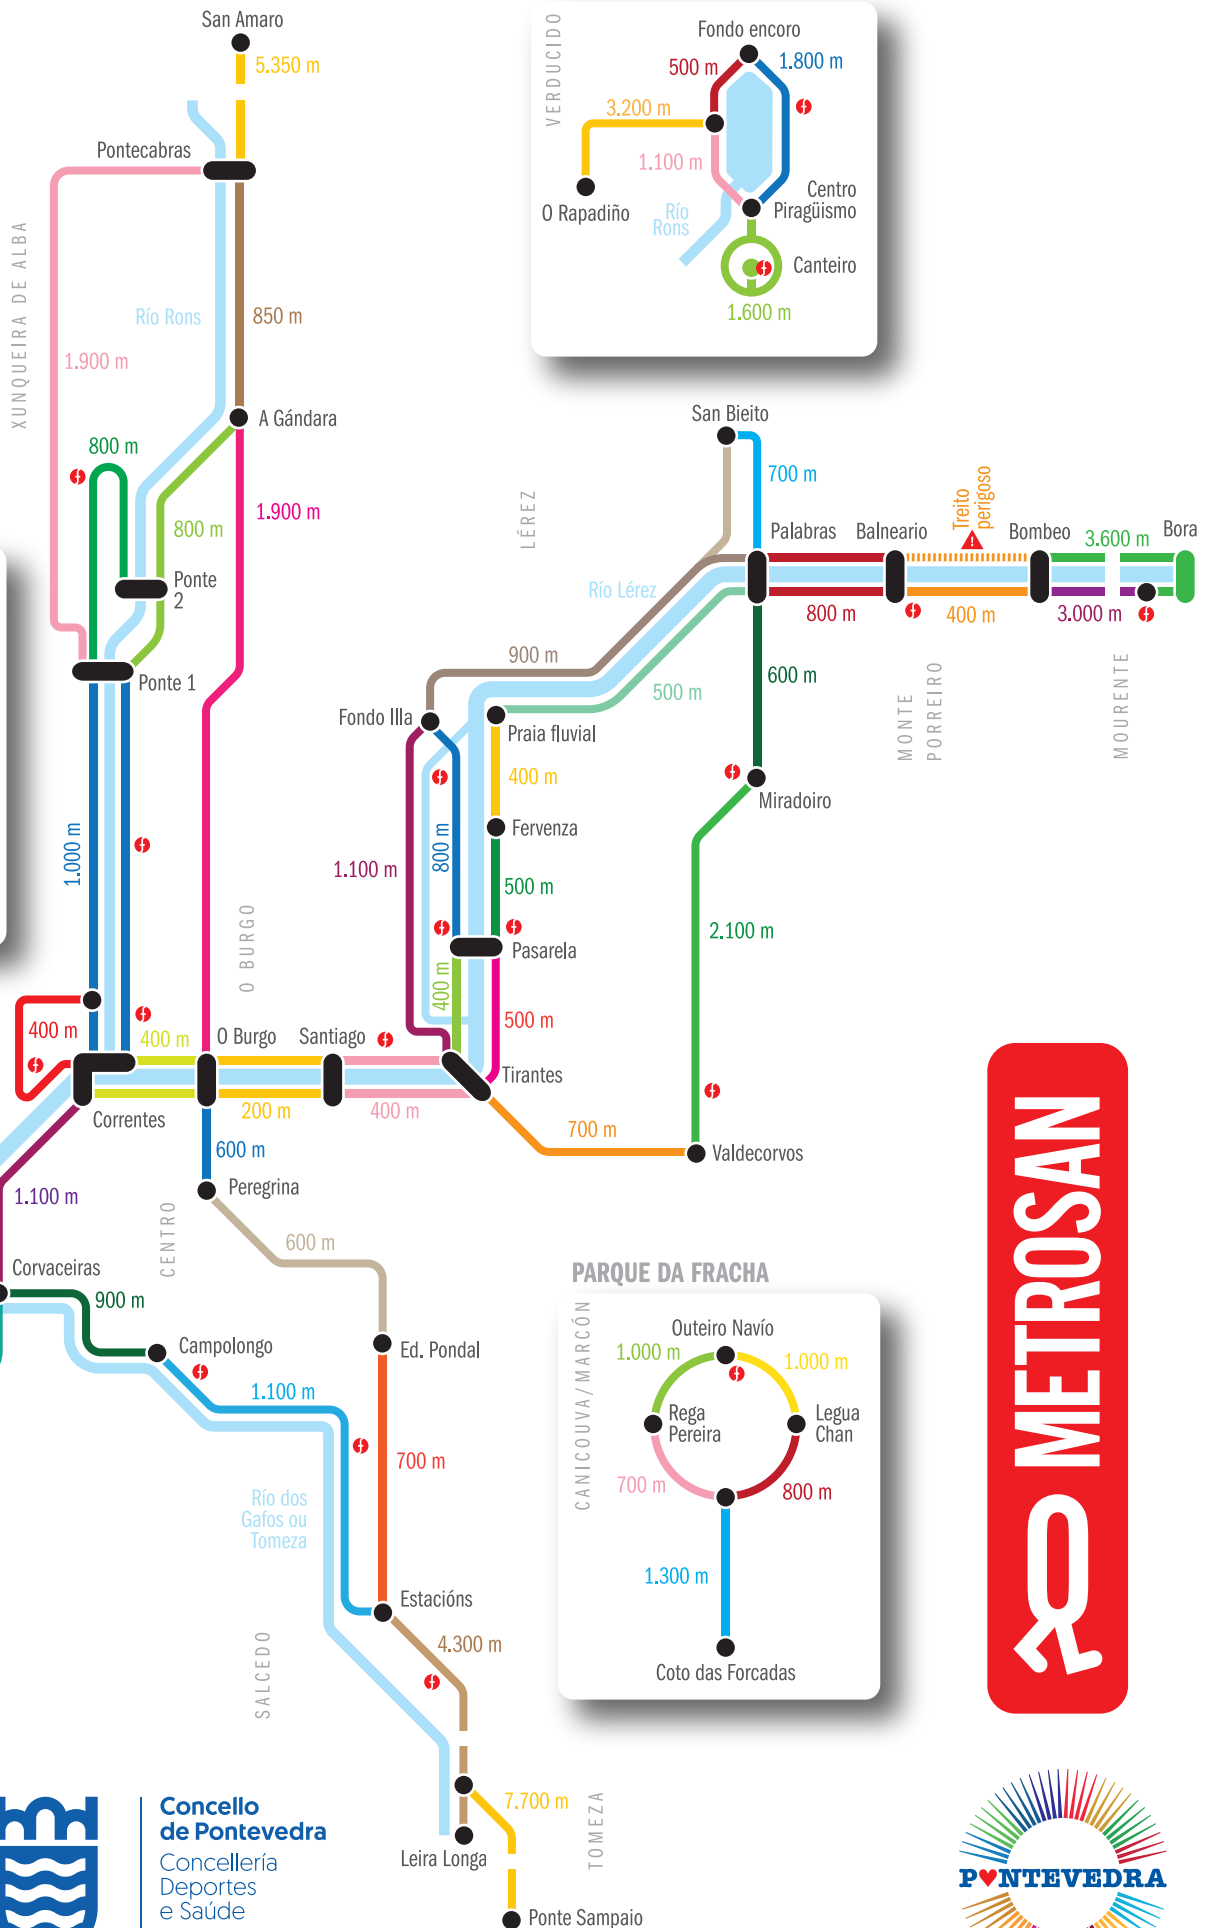 San Amaro
5.350 m
Pontecabras
XUNQUEIRA DE ALBA
Río Rons
850 m
1.900 m
A Gándara
800 m
1.900 m
800 m
Ponte
2
Ponte 1
1.000 m
O BURGO
400 m
400 m
O Burgo
Santiago
200 m
400 m
Correntes
Tirantes
VERDUCIDO
Fondo encoro
500 m
1.800 m
3.200 m
1.100 m
Centro
Piragüismo
O Rapadiño
Río
Rons
Canteiro
1.600 m
San Bieito
700 m
LÉREZ
Palabras
Balneario
Treito
perigoso
Bombeo
3.600 m
Bora
Río Lérez
800 m
400 m
3.000 m
900 m
500 m
600 m
MONTE
PORREIRO
MOURENTE
Fondo Illa
Praia fluvial
400 m
Miradoiro
Fervenza
1.100 m
800 m
500 m
2.100 m
Pasarela
400 m
500 m
700 m
Valdecorvos
600 m
1.100 m
Peregrina
CENTRO
600 m
Corvaceiras
900 m
Campolongo
Ed. Pondal
1.100 m
700 m
Río dos
Gafos ou
Tomeza
Estacións
4.300 m
SALCEDO
7.700 m
TOMEZA
Leira Longa
Ponte Sampaio
PARQUE DA FRACHA
CANICOUVA/MARCÓN
Outeiro Navío
1.000 m
1.000 m
Rega
Pereira
Legua
Chan
700 m
800 m
1.300 m
Coto das Forcadas
METROSAN
Concello
de Pontevedra
Concellería
Deportes
e Saúde
P♥NTEVEDRA